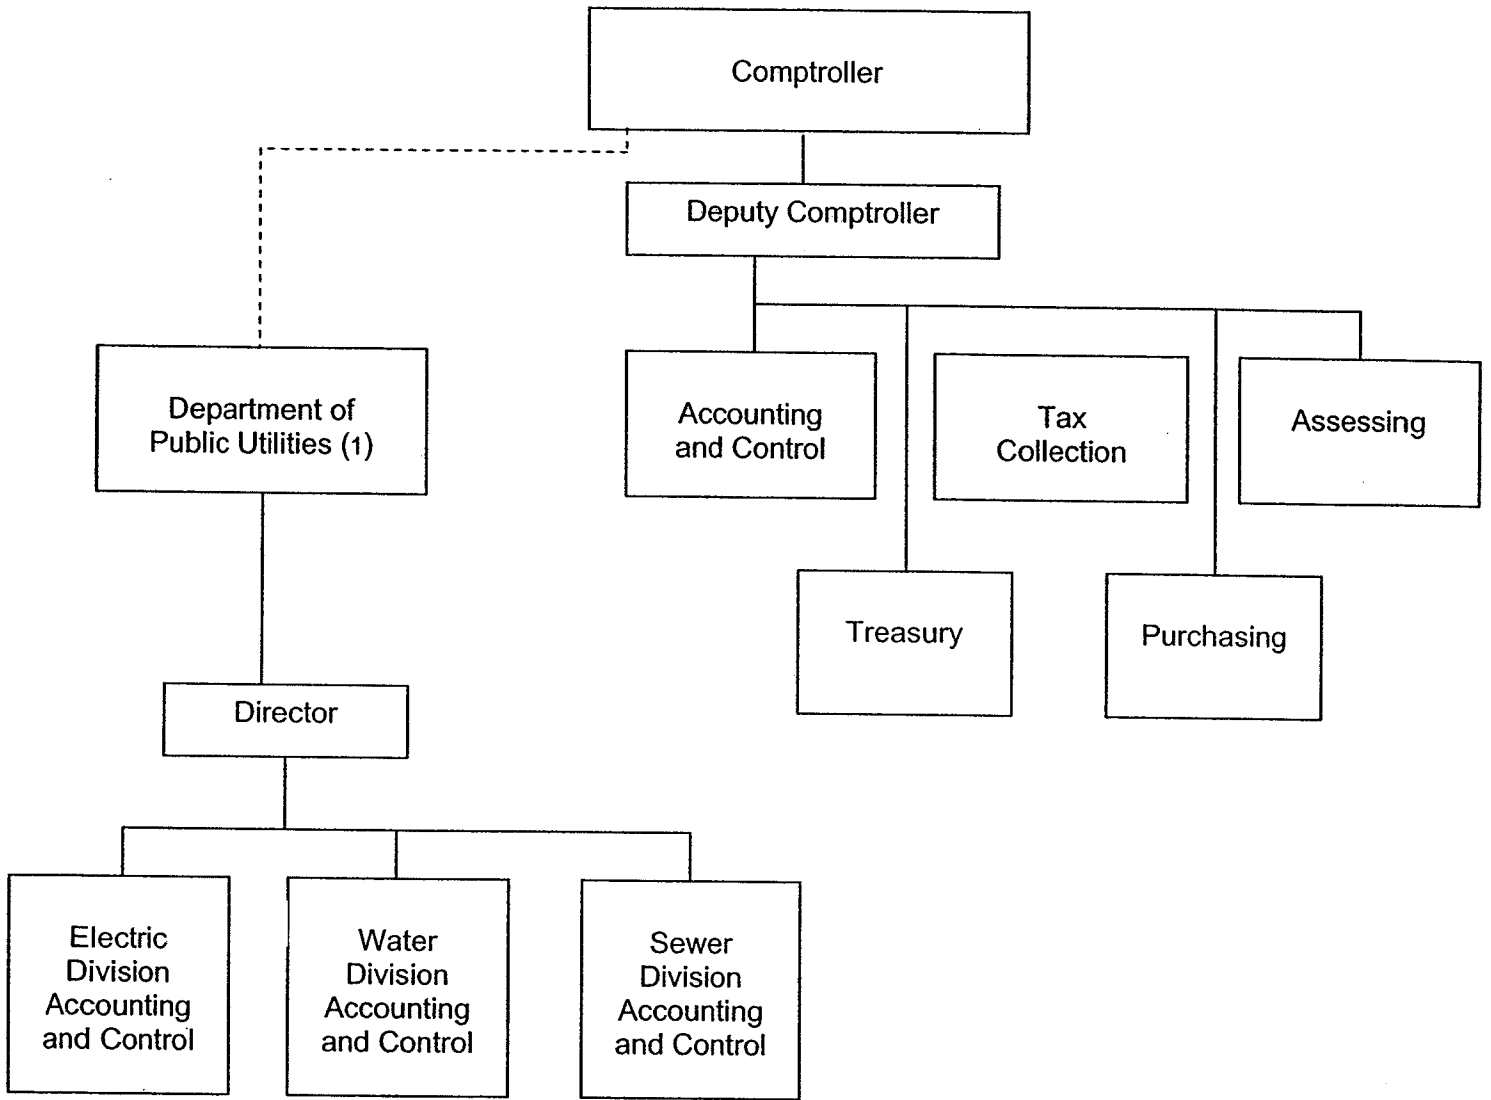 Comptroller
Deputy Comptroller
Department of
Public Utilities (1)
Accounting
and Control
Tax
Collection
Assessing
Treasury
Purchasing
Director
Electric
Division
Accounting
and Control
Water
Division
Accounting
and Control
Sewer
Division
Accounting
and Control